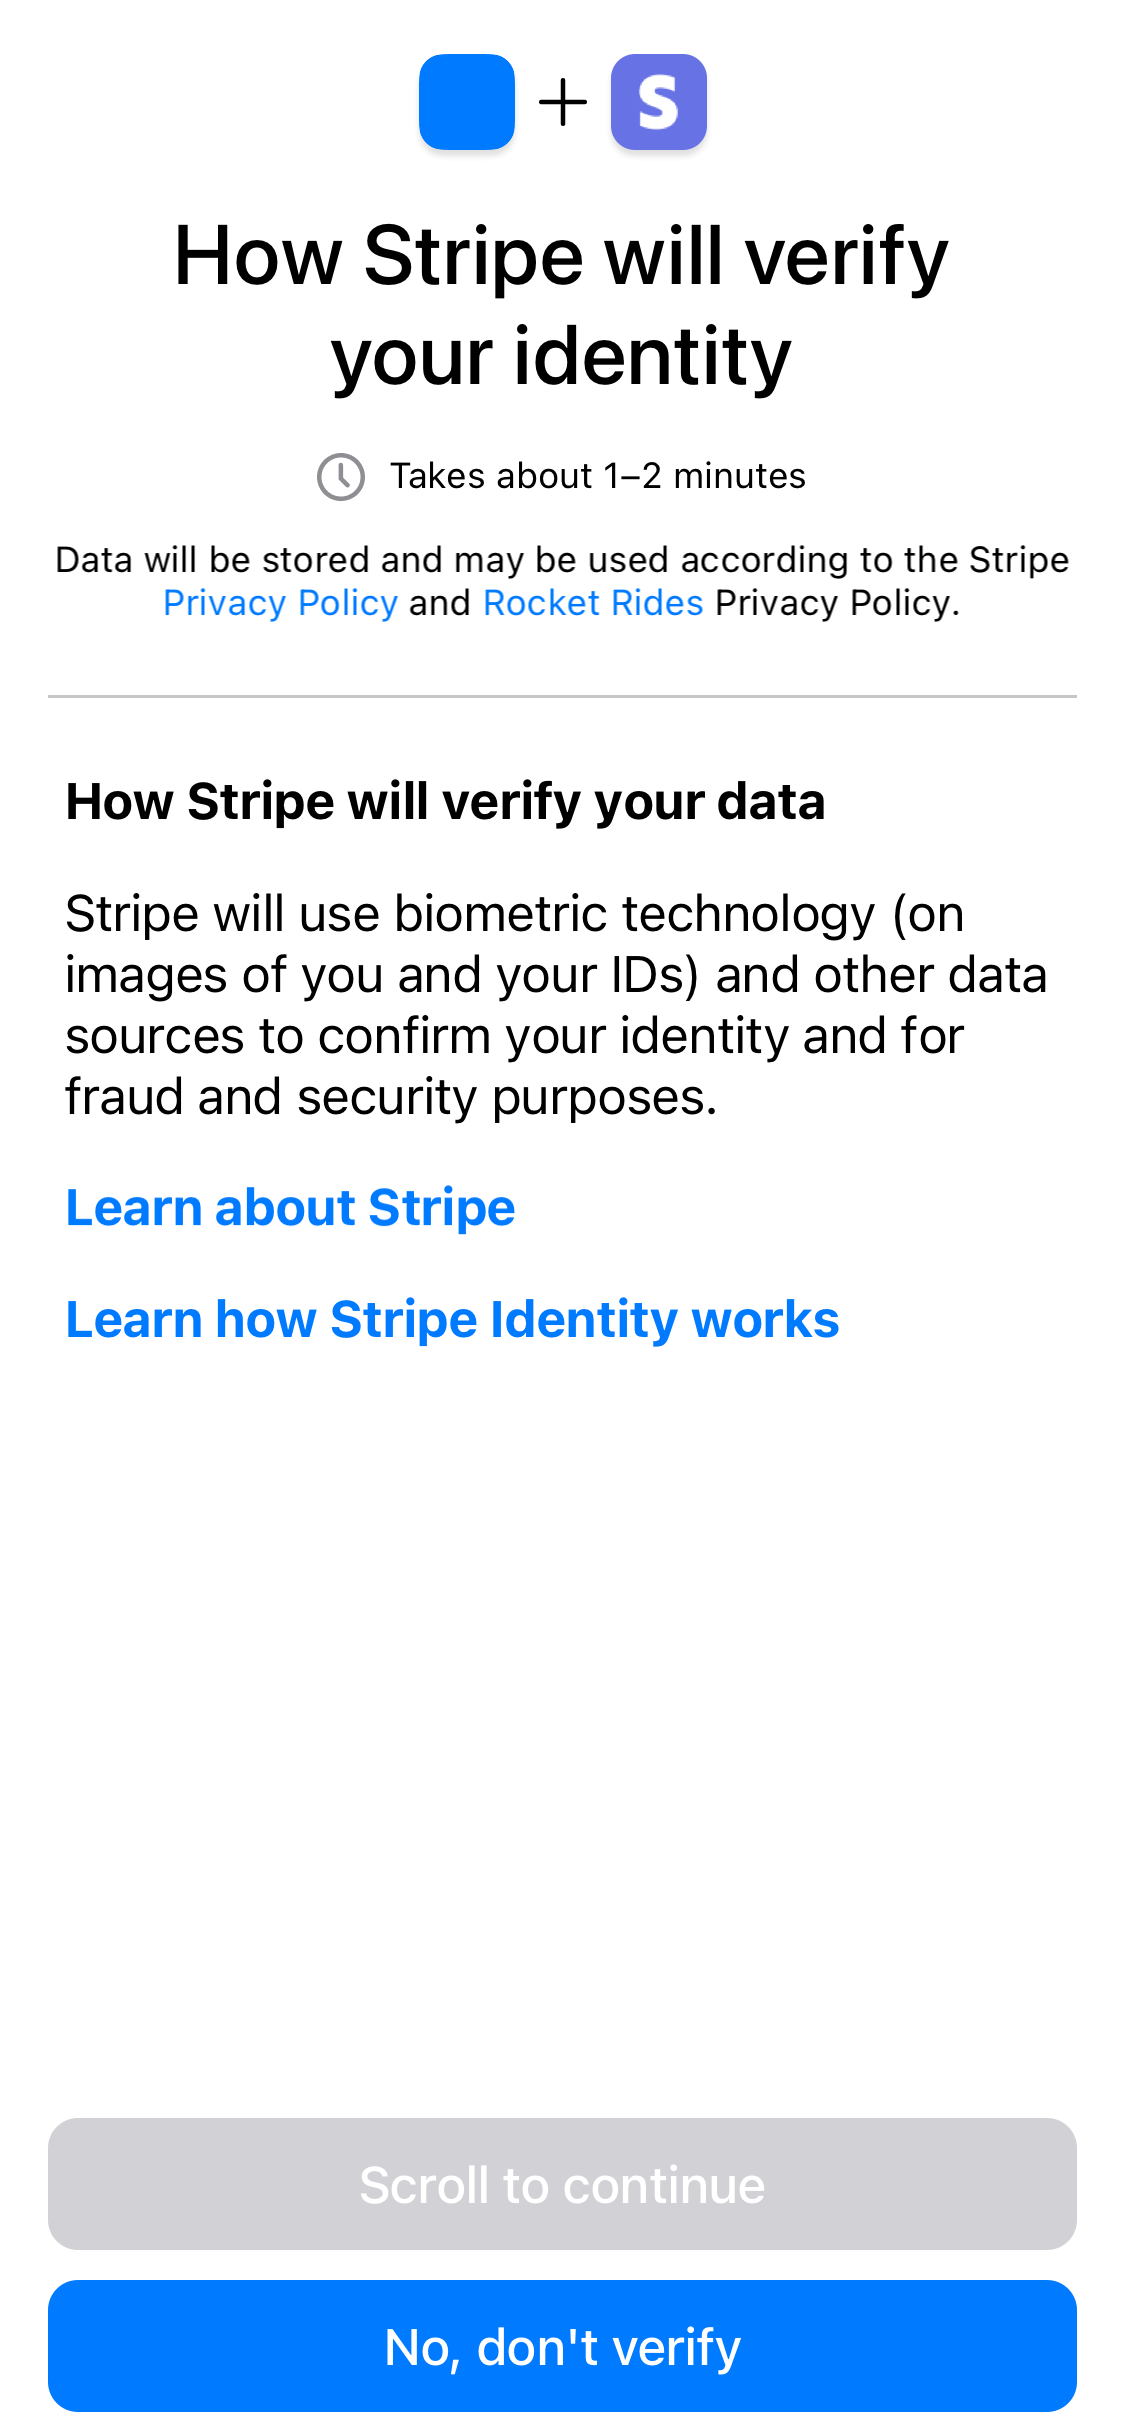 S
How Stripe will verify
your identity
Takes about 1–2 minutes
Data will be stored and may be used according to the Stripe
Privacy Policy and Rocket Rides Privacy Policy.
How Stripe will verify your data
Stripe will use biometric technology (on
images of you and your IDs) and other data
sources to confirm your identity and for
fraud and security purposes.
Learn about Stripe
Learn how Stripe Identity works
Scroll to continue
No, don't verify